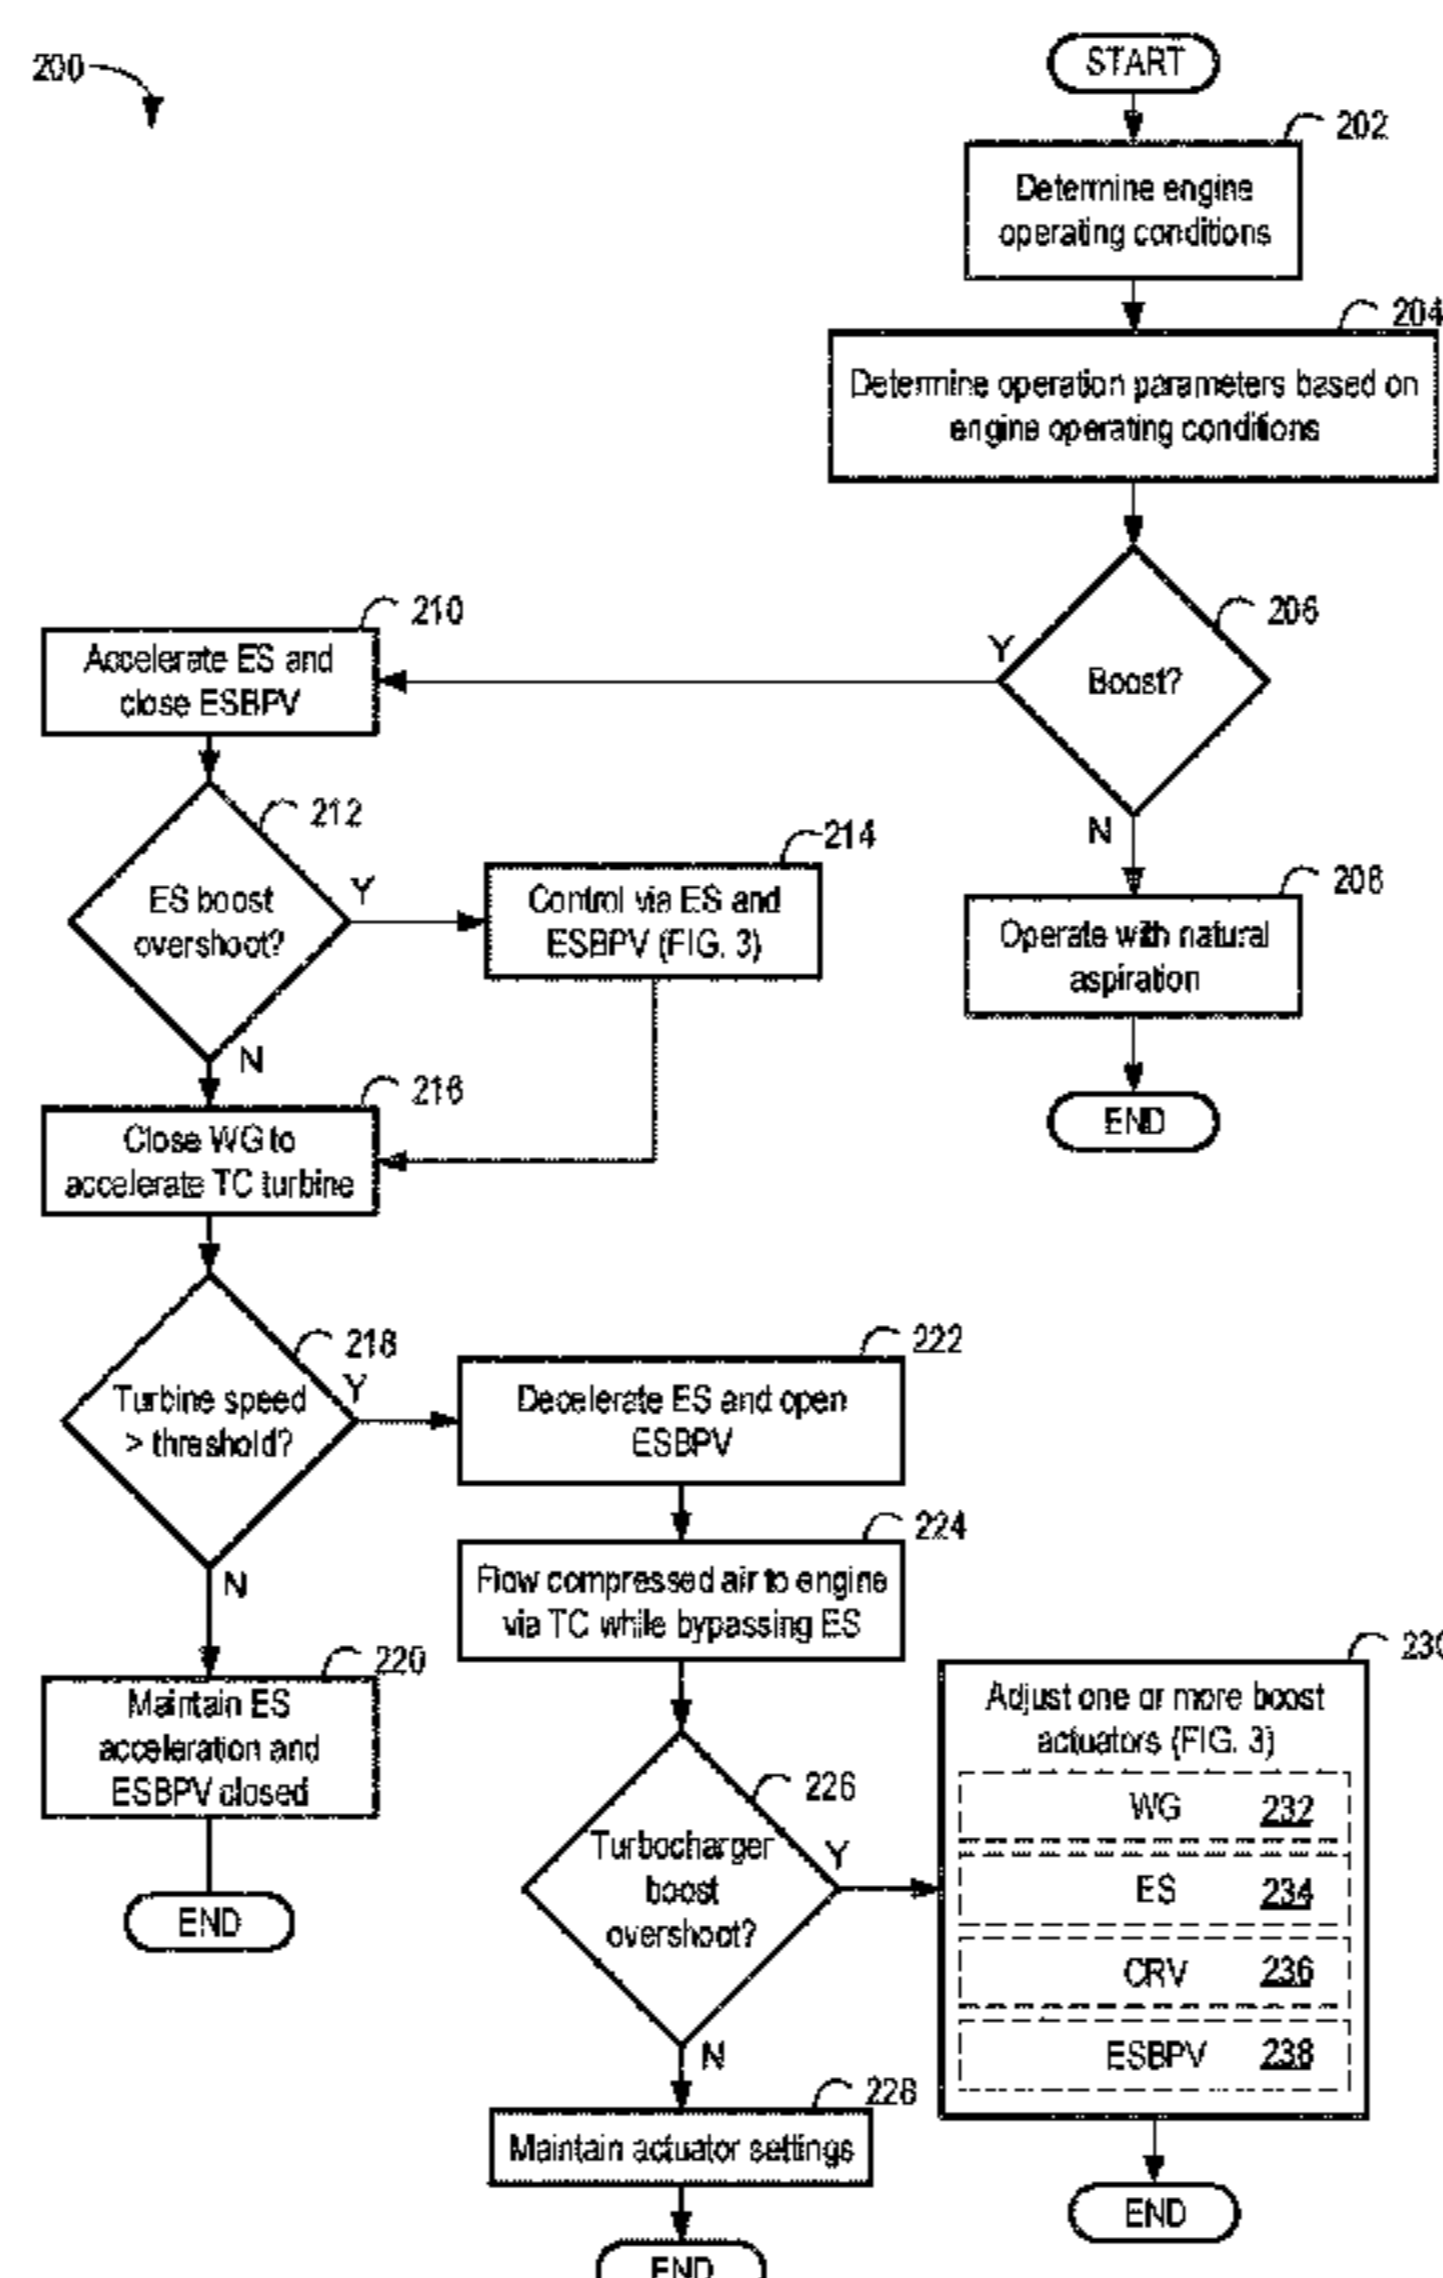 200
START
202
Determine engine
operating conditions
204
Determine operation parameters based on
engine operating conditions
206
Boost?
Y
N
208
Operate with natural
aspiration
END
210
Accelerate ES and
close ESBPV
212
ES boost
overshoot?
Y
N
214
Control via ES and
ESBPV (FIG. 3)
216
Close WG to
accelerate TC turbine
218
Turbine speed
> threshold?
Y
N
220
Maintain ES
acceleration and
ESBPV closed
END
222
Decelerate ES and open
ESBPV
224
Flow compressed air to engine
via TC while bypassing ES
226
Turbocharger
boost
overshoot?
Y
N
228
Maintain actuator settings
END
230
Adjust one or more boost
actuators (FIG. 3)
WG 232
ES 234
CRV 236
ESBPV 238
END